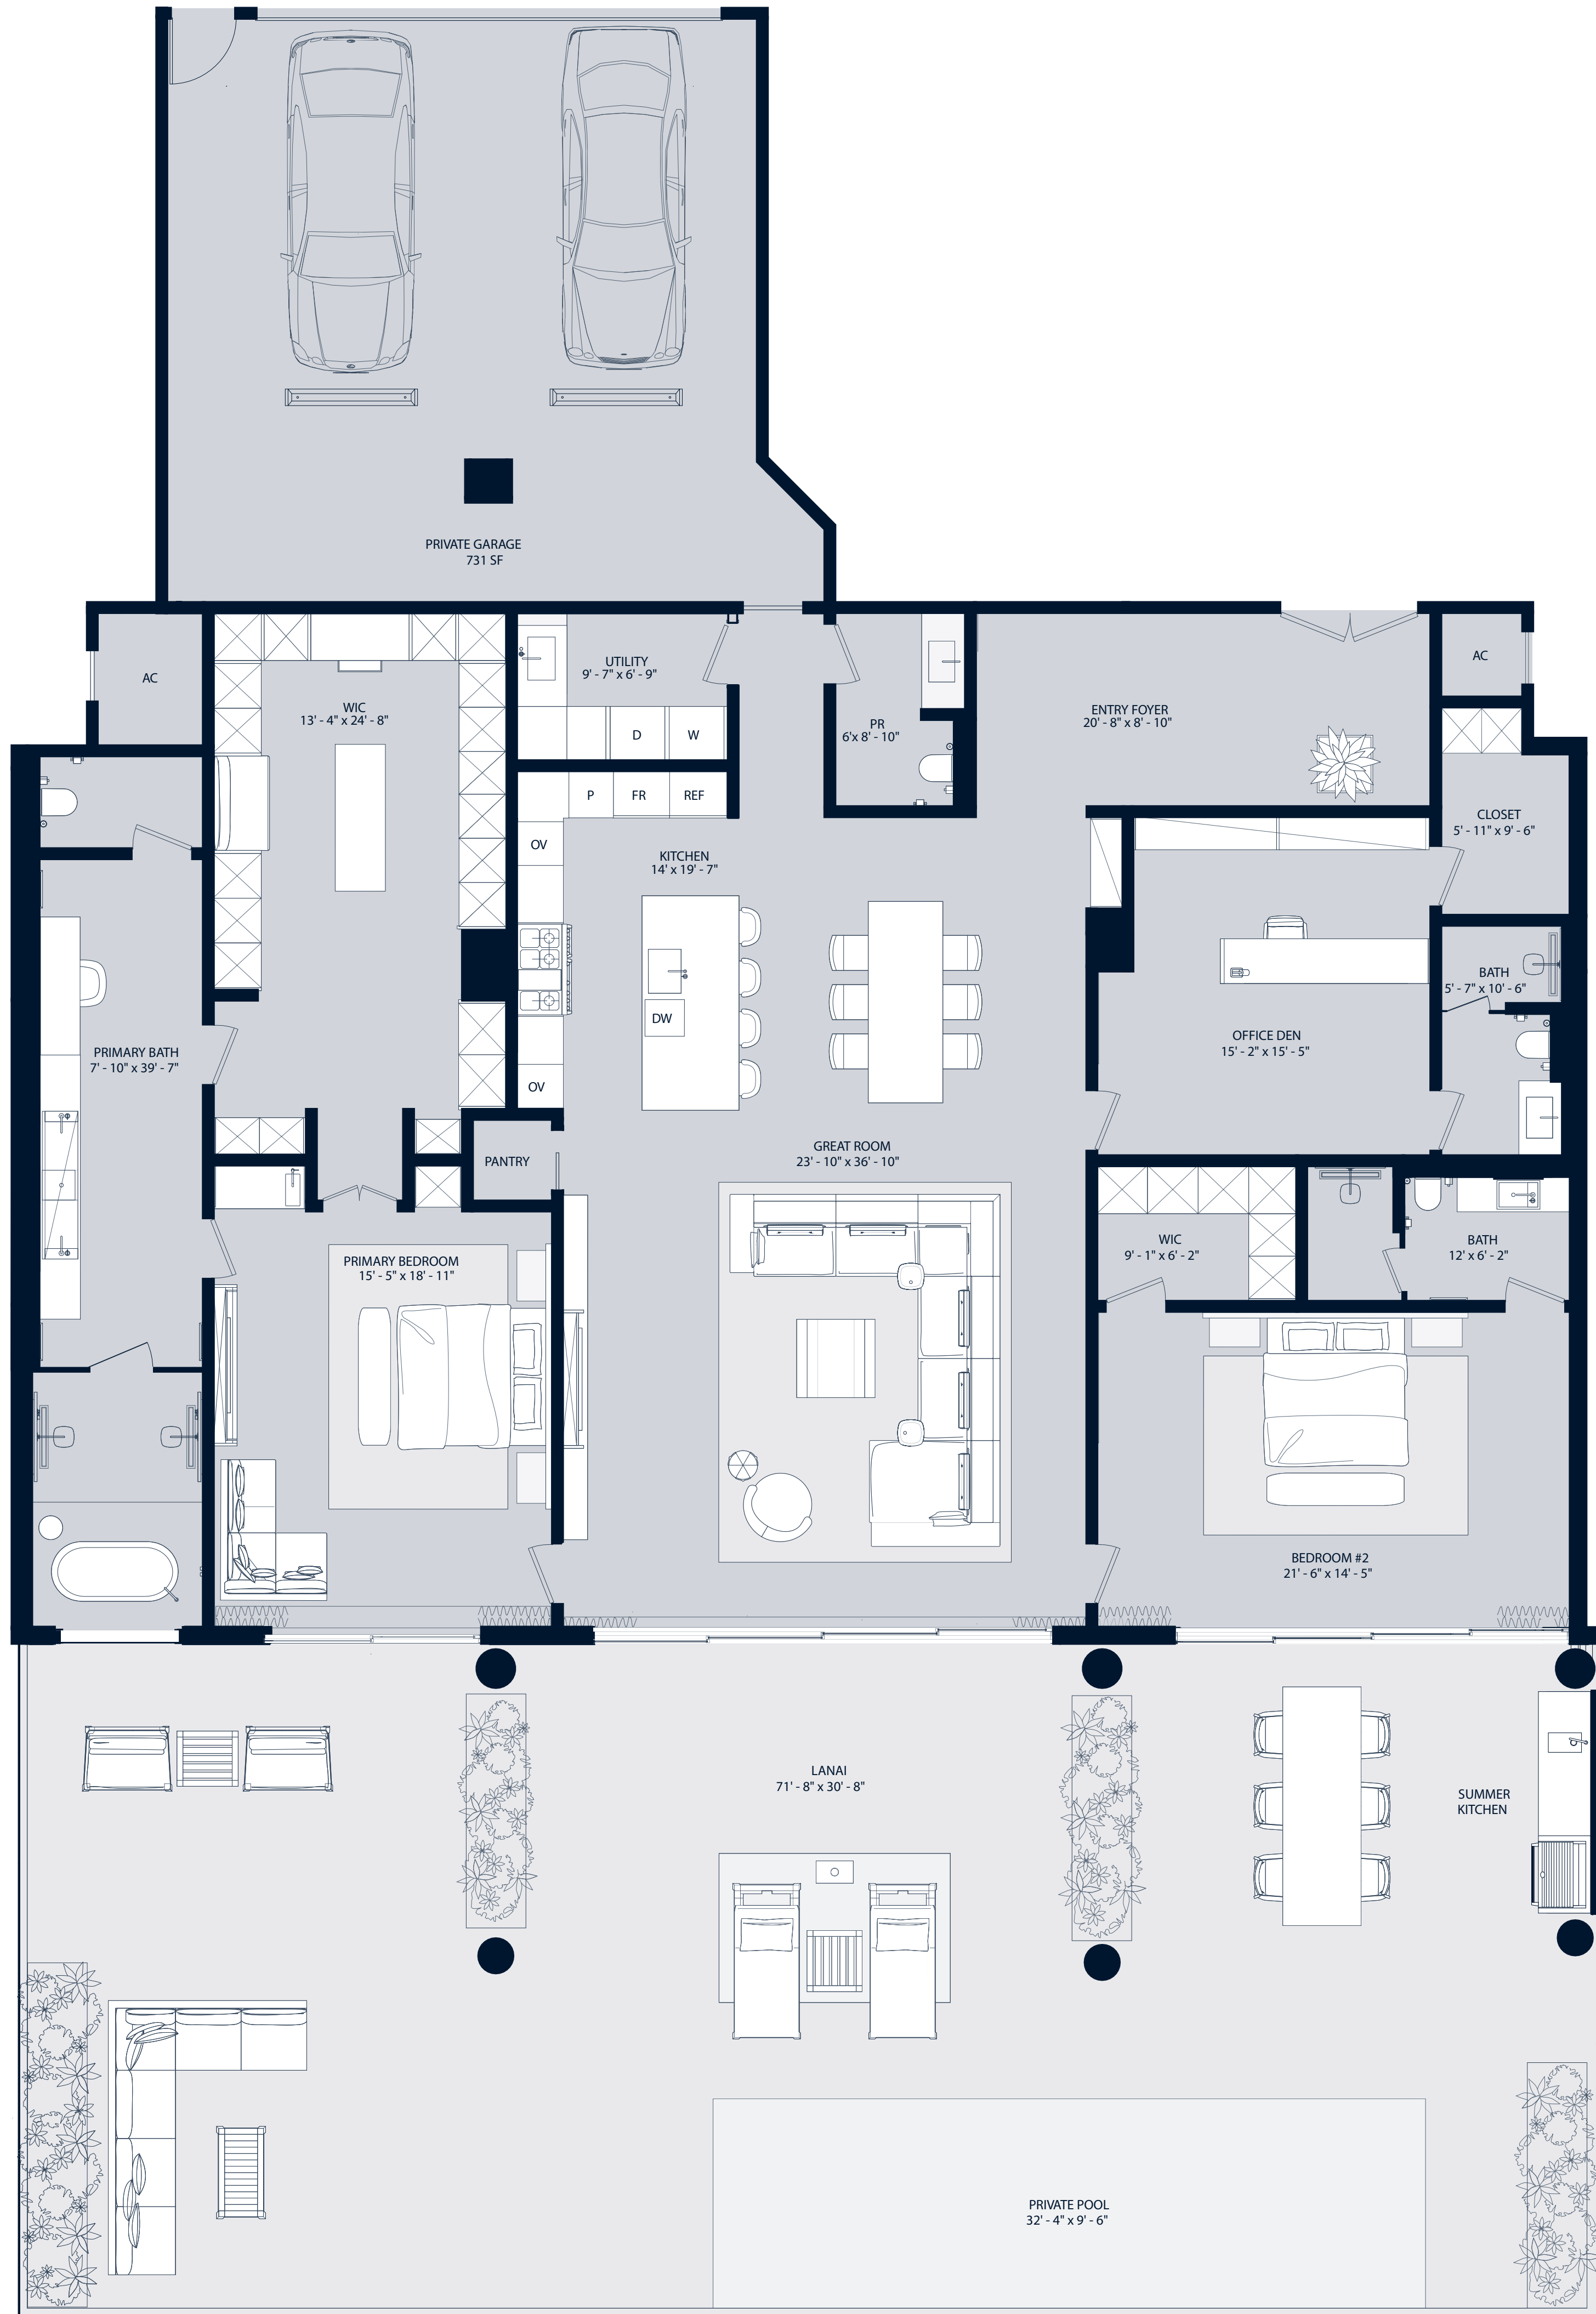 PRIVATE GARAGE
731 SF
AC
WIC
13' - 4" x 24' - 8"
UTILITY
9' - 7" x 6' - 9"
D
W
PR
6'x 8' - 10"
ENTRY FOYER
20' - 8" x 8' - 10"
AC
P
FR
REF
OV
KITCHEN
14' x 19' - 7"
CLOSET
5' - 11" x 9' - 6"
BATH
5' - 7" x 10' - 6"
DW
OV
PRIMARY BATH
7' - 10" x 39' - 7"
OFFICE DEN
15' - 2" x 15' - 5"
PANTRY
GREAT ROOM
23' - 10" x 36' - 10"
PRIMARY BEDROOM
15' - 5" x 18' - 11"
WIC
9' - 1" x 6' - 2"
BATH
12' x 6' - 2"
BEDROOM #2
21' - 6" x 14' - 5"
LANAI
71' - 8" x 30' - 8"
SUMMER
KITCHEN
PRIVATE POOL
32' - 4" x 9' - 6"